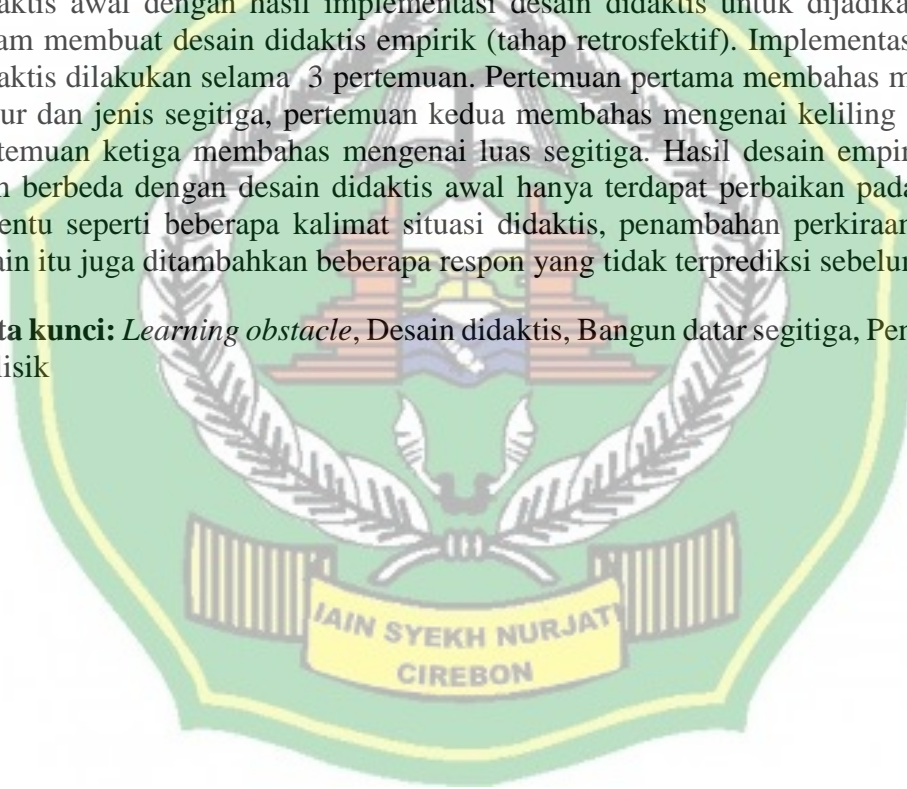 aktis awal dengan hasil implementasi desain didaktis untuk dijadika
am membuat desain didaktis empirik (tahap retrosfektif). Implementas
aktis dilakukan selama 3 pertemuan. Pertemuan pertama membahas m
ur dan jenis segitiga, pertemuan kedua membahas mengenai keliling
temuan ketiga membahas mengenai luas segitiga. Hasil desain empir
h berbeda dengan desain didaktis awal hanya terdapat perbaikan pada
entu seperti beberapa kalimat situasi didaktis, penambahan perkiraan
ain itu juga ditambahkan beberapa respon yang tidak terprediksi sebelu
ta kunci: Learning obstacle, Desain didaktis, Bangun datar segitiga, Pen
lisik
IAIN SYEKH NURJATI
CIREBON